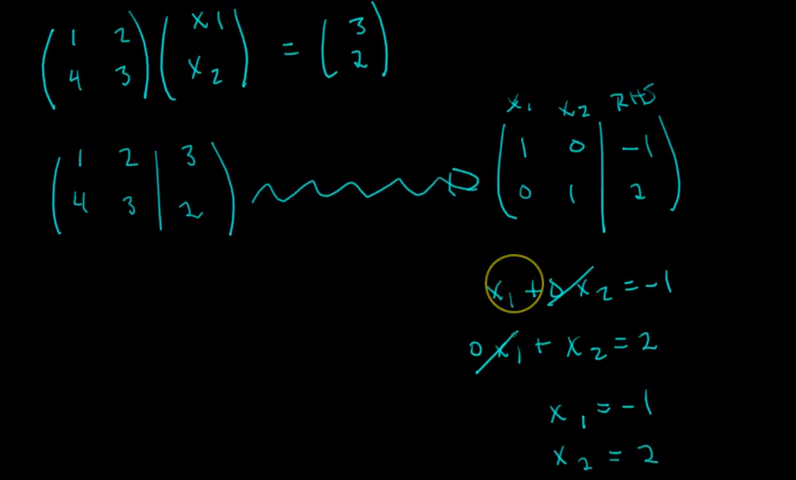 ( 1 2 ) ( x1 ) = ( 3 )
( 4 3 ) ( x2 ) ( 2 )
x1 x2 RHS
( 1 2 | 3 )
( 4 3 | 2 )
( 1 0 | -1 )
( 0 1 | 2 )
x1 + 0x2 = -1
0x1 + x2 = 2
x1 = -1
x2 = 2